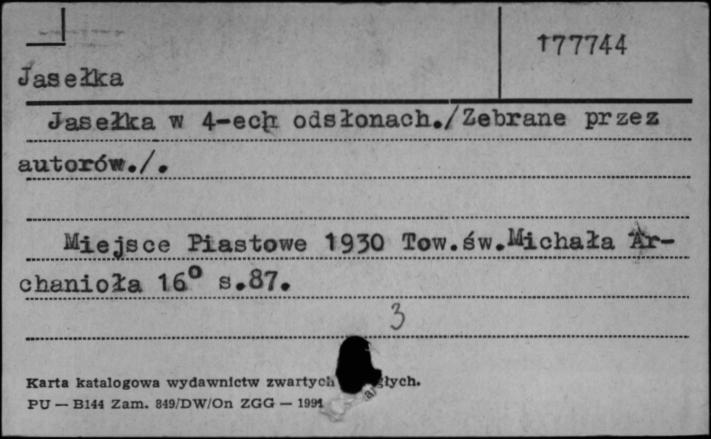 177744
Jasełka
Jasełka w 4-ech odsłonach./Zebrane przez
autorów./.
Miejsce Piastowe 1930 Tow.św.Michała Ar-
chanioła 16° s.87.
3
Karta katalogowa wydawnictw zwartych
PU — B144 Zam. 849/DW/On ZGG — 1991